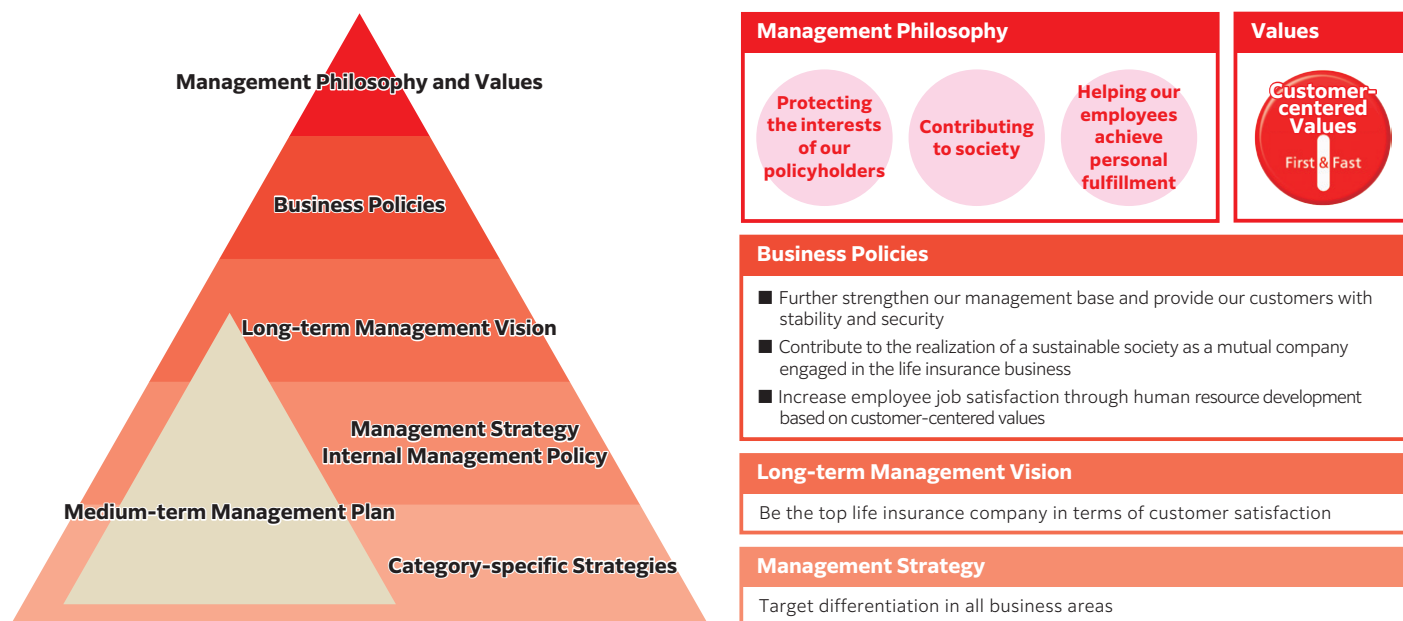 Management Philosophy and Values
Business Policies
Long-term Management Vision
Management Strategy
Internal Management Policy
Medium-term Management Plan
Category-specific Strategies
Management Philosophy
Protecting
the interests
of our
policyholders
Contributing
to society
Helping our
employees
achieve
personal
fulfillment
Values
Customer-
centered
Values
First & Fast
Business Policies
■ Further strengthen our management base and provide our customers with
stability and security
■ Contribute to the realization of a sustainable society as a mutual company
engaged in the life insurance business
■ Increase employee job satisfaction through human resource development
based on customer-centered values
Long-term Management Vision
Be the top life insurance company in terms of customer satisfaction
Management Strategy
Target differentiation in all business areas